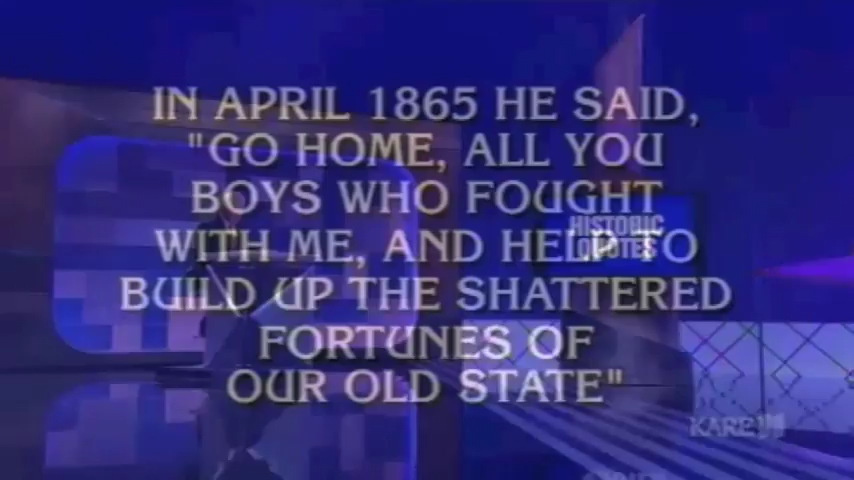 IN APRIL 1865 HE SAID,
"GO HOME, ALL YOU
BOYS WHO FOUGHT
WITH ME, AND HELP TO
BUILD UP THE SHATTERED
FORTUNES OF
OUR OLD STATE"
HISTORIC
QUOTES
KARE 11